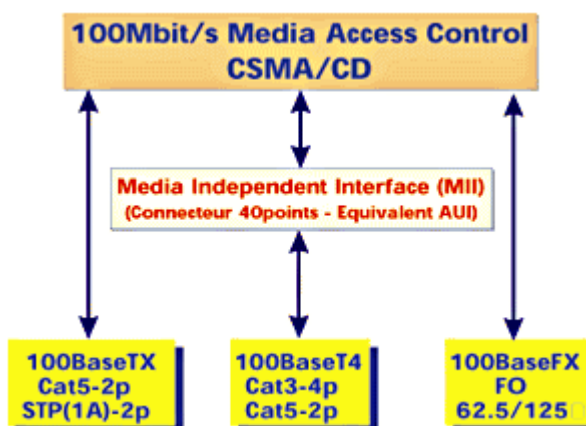 100Mbit/s Media Access Control
CSMA/CD
Media Independent Interface (MII)
(Connecteur 40points - Equivalent AUI)
100BaseTX
Cat5-2p
STP(1A)-2p
100BaseT4
Cat3-4p
Cat5-2p
100BaseFX
FO
62.5/125